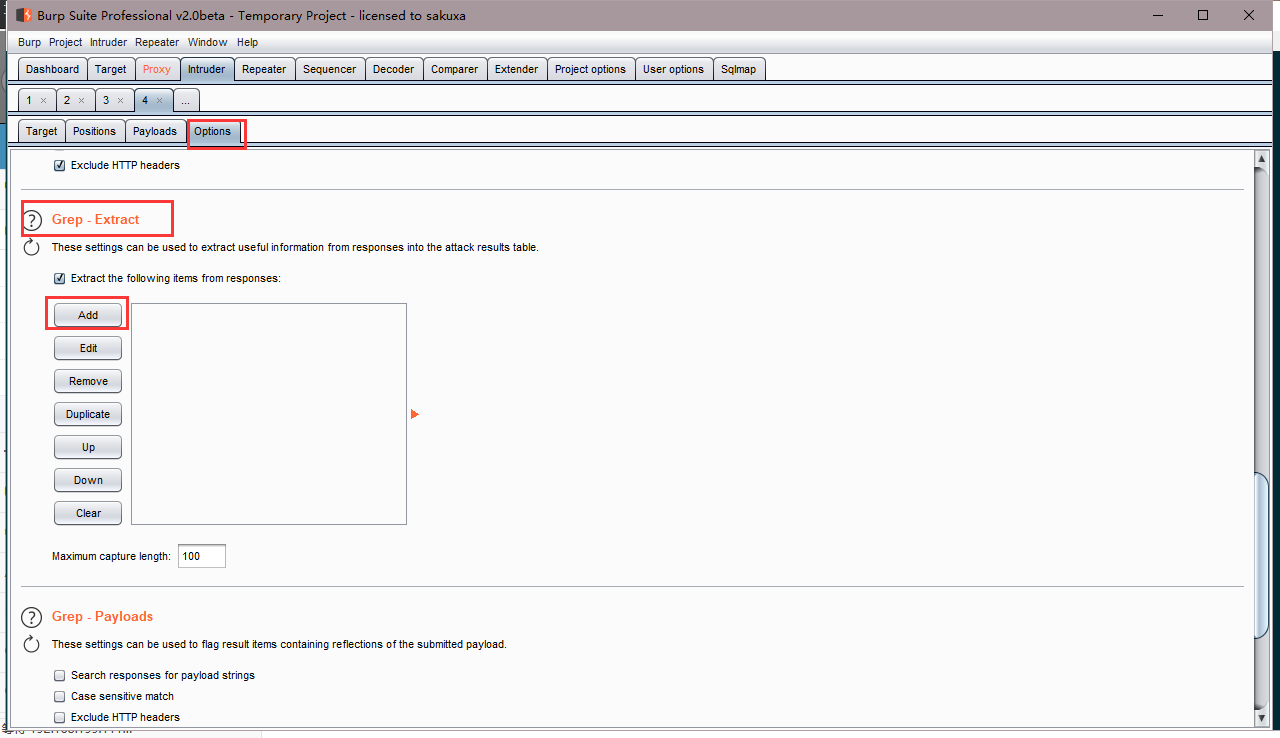 Burp Suite Professional v2.0beta - Temporary Project - licensed to sakuxa
Burp Project Intruder Repeater Window Help
Dashboard Target Proxy Intruder Repeater Sequencer Decoder Comparer Extender Project options User options Sqlmap
1 × 2 × 3 × 4 × ...
Target Positions Payloads Options
Exclude HTTP headers
? Grep - Extract
These settings can be used to extract useful information from responses into the attack results table.
Extract the following items from responses:
Add
Edit
Remove
Duplicate
Up
Down
Clear
Maximum capture length: 100
? Grep - Payloads
These settings can be used to flag result items containing reflections of the submitted payload.
Search responses for payload strings
Case sensitive match
Exclude HTTP headers